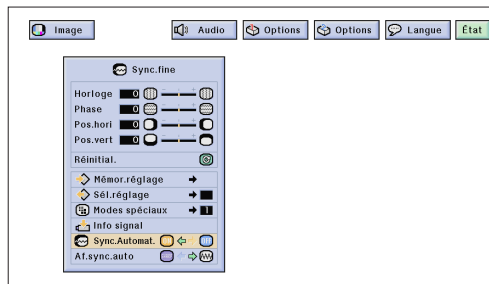 Image Audio Options Options Langue État
Sync.fine
Horloge 0
Phase 0
Pos.hori 0
Pos.vert 0
Réinitial.
Mémor.réglage
Sél.réglage
Modes spéciaux 1
Info signal
Sync.Automat.
Af.sync.auto